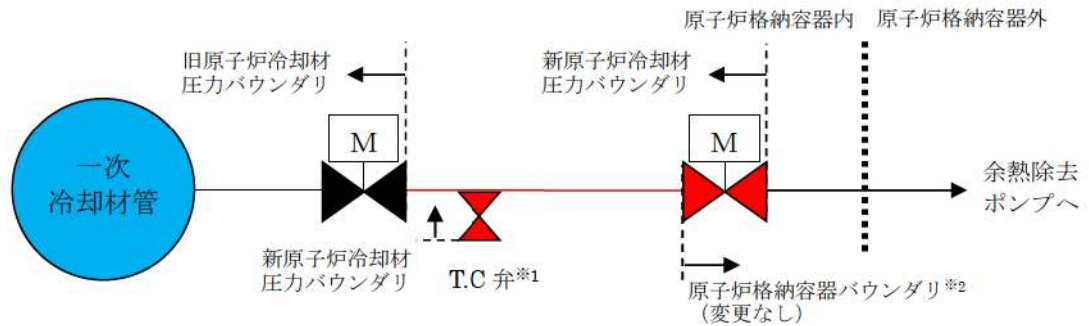 原子炉格納容器内
原子炉格納容器外
旧原子炉冷却材
圧力バウンダリ
新原子炉冷却材
圧力バウンダリ
M
M
一次
冷却材管
余熱除去
ポンプへ
新原子炉冷却材
圧力バウンダリ
T.C 弁※1
原子炉格納容器バウンダリ※2
（変更なし）